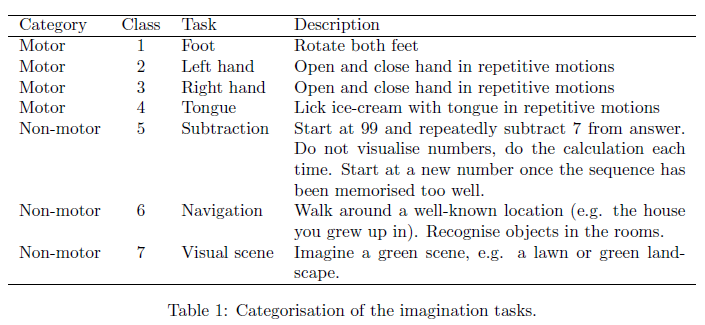 Category Class Task Description
Motor 1 Foot Rotate both feet
Motor 2 Left hand Open and close hand in repetitive motions
Motor 3 Right hand Open and close hand in repetitive motions
Motor 4 Tongue Lick ice-cream with tongue in repetitive motions
Non-motor 5 Subtraction Start at 99 and repeatedly subtract 7 from answer.
Do not visualise numbers, do the calculation each
time. Start at a new number once the sequence has
been memorised too well.
Non-motor 6 Navigation Walk around a well-known location (e.g. the house
you grew up in). Recognise objects in the rooms.
Non-motor 7 Visual scene Imagine a green scene, e.g. a lawn or green land-
scape.
Table 1: Categorisation of the imagination tasks.